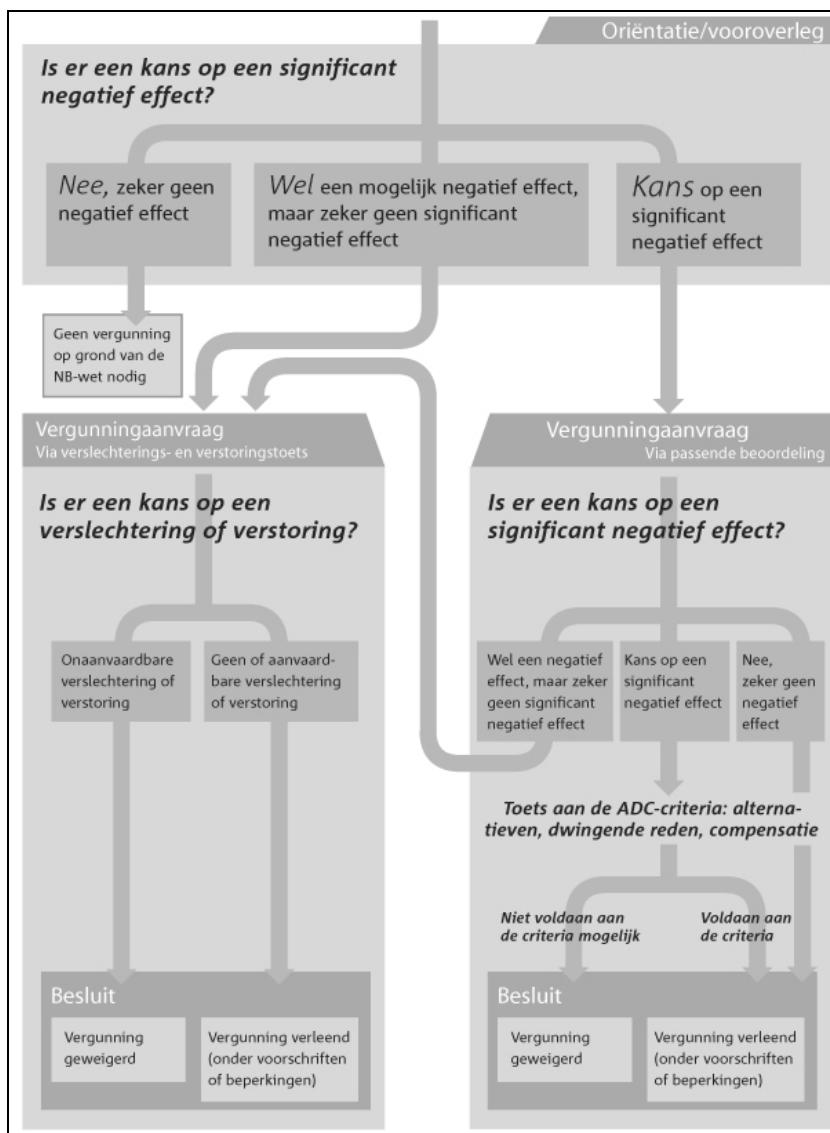 Oriëntatie/vooroverleg
Is er een kans op een significant
negatief effect?
Nee, zeker geen
negatief effect
Wel een mogelijk negatief effect,
maar zeker geen significant
negatief effect
Kans op een
significant
negatief effect
Geen vergunning
op grond van de
NB-wet nodig
Vergunningaanvraag
Via verslechterings- en verstoringstoets
Is er een kans op een
verslechtering of verstoring?
Onaanvaardbare
verslechtering of
verstoring
Geen of aanvaard-
bare verslechtering
of verstoring
Besluit
Vergunning
geweigerd
Vergunning verleend
(onder voorschriften
of beperkingen)
Vergunningaanvraag
Via passende beoordeling
Is er een kans op een
significant negatief effect?
Wel een negatief
effect, maar zeker
geen significant
negatief effect
Kans op een
significant
negatief effect
Nee,
zeker geen
negatief
effect
Toets aan de ADC-criteria: alterna-
tieven, dwingende reden, compensatie
Niet voldaan aan
de criteria mogelijk
Voldaan aan
de criteria
Besluit
Vergunning
geweigerd
Vergunning verleend
(onder voorschriften
of beperkingen)